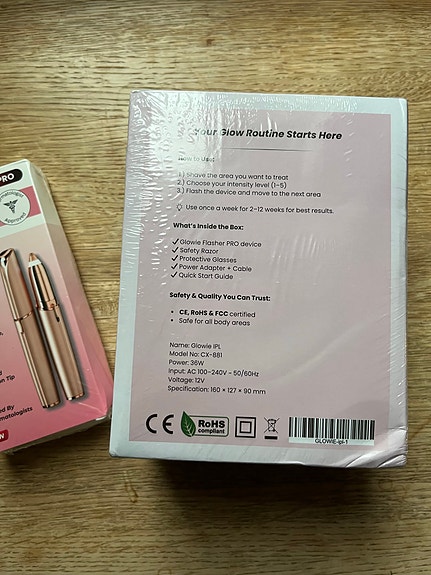 Your Glow Routine Starts Here
How to Use:
1.) Shave the area you want to treat
2.) Choose your intensity level (1-5)
3.) Flash the device and move to the next area
Use once a week for 2-12 weeks for best results.
What's Inside the Box:
Glowie Flasher PRO device
Safety Razor
Protective Glasses
Power Adapter + Cable
Quick Start Guide
Safety & Quality You Can Trust:
• CE, RoHS & FCC certified
• Safe for all body areas
Name: Glowie IPL
Model No: CX-881
Power: 36W
Input: AC 100-240V ~ 50/60Hz
Voltage: 12V
Specification: 160 × 127 × 90 mm
CE
RoHS
compliant
GLOWIE-ipl-1
PRO
Approved
Tip
By